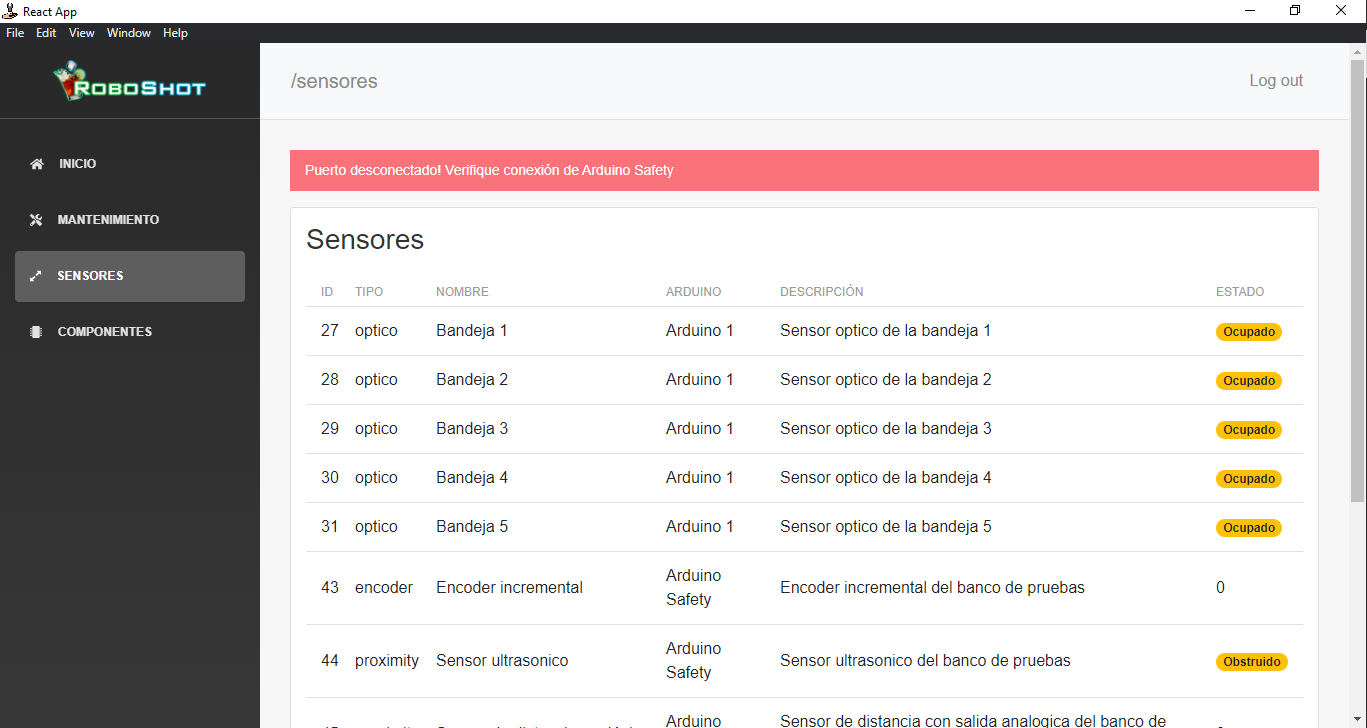 React App
File Edit View Window Help
ROBOSHOT
/sensores
Log out
INICIO
MANTENIMIENTO
SENSORES
COMPONENTES
Puerto desconectado! Verifique conexión de Arduino Safety
Sensores
ID TIPO NOMBRE ARDUINO DESCRIPCIÓN ESTADO
27 optico Bandeja 1 Arduino 1 Sensor optico de la bandeja 1 Ocupado
28 optico Bandeja 2 Arduino 1 Sensor optico de la bandeja 2 Ocupado
29 optico Bandeja 3 Arduino 1 Sensor optico de la bandeja 3 Ocupado
30 optico Bandeja 4 Arduino 1 Sensor optico de la bandeja 4 Ocupado
31 optico Bandeja 5 Arduino 1 Sensor optico de la bandeja 5 Ocupado
43 encoder Encoder incremental Arduino Safety Encoder incremental del banco de pruebas 0
44 proximity Sensor ultrasonico Arduino Safety Sensor ultrasonico del banco de pruebas Obstruido
Arduino Sensor de distancia con salida analogica del banco de